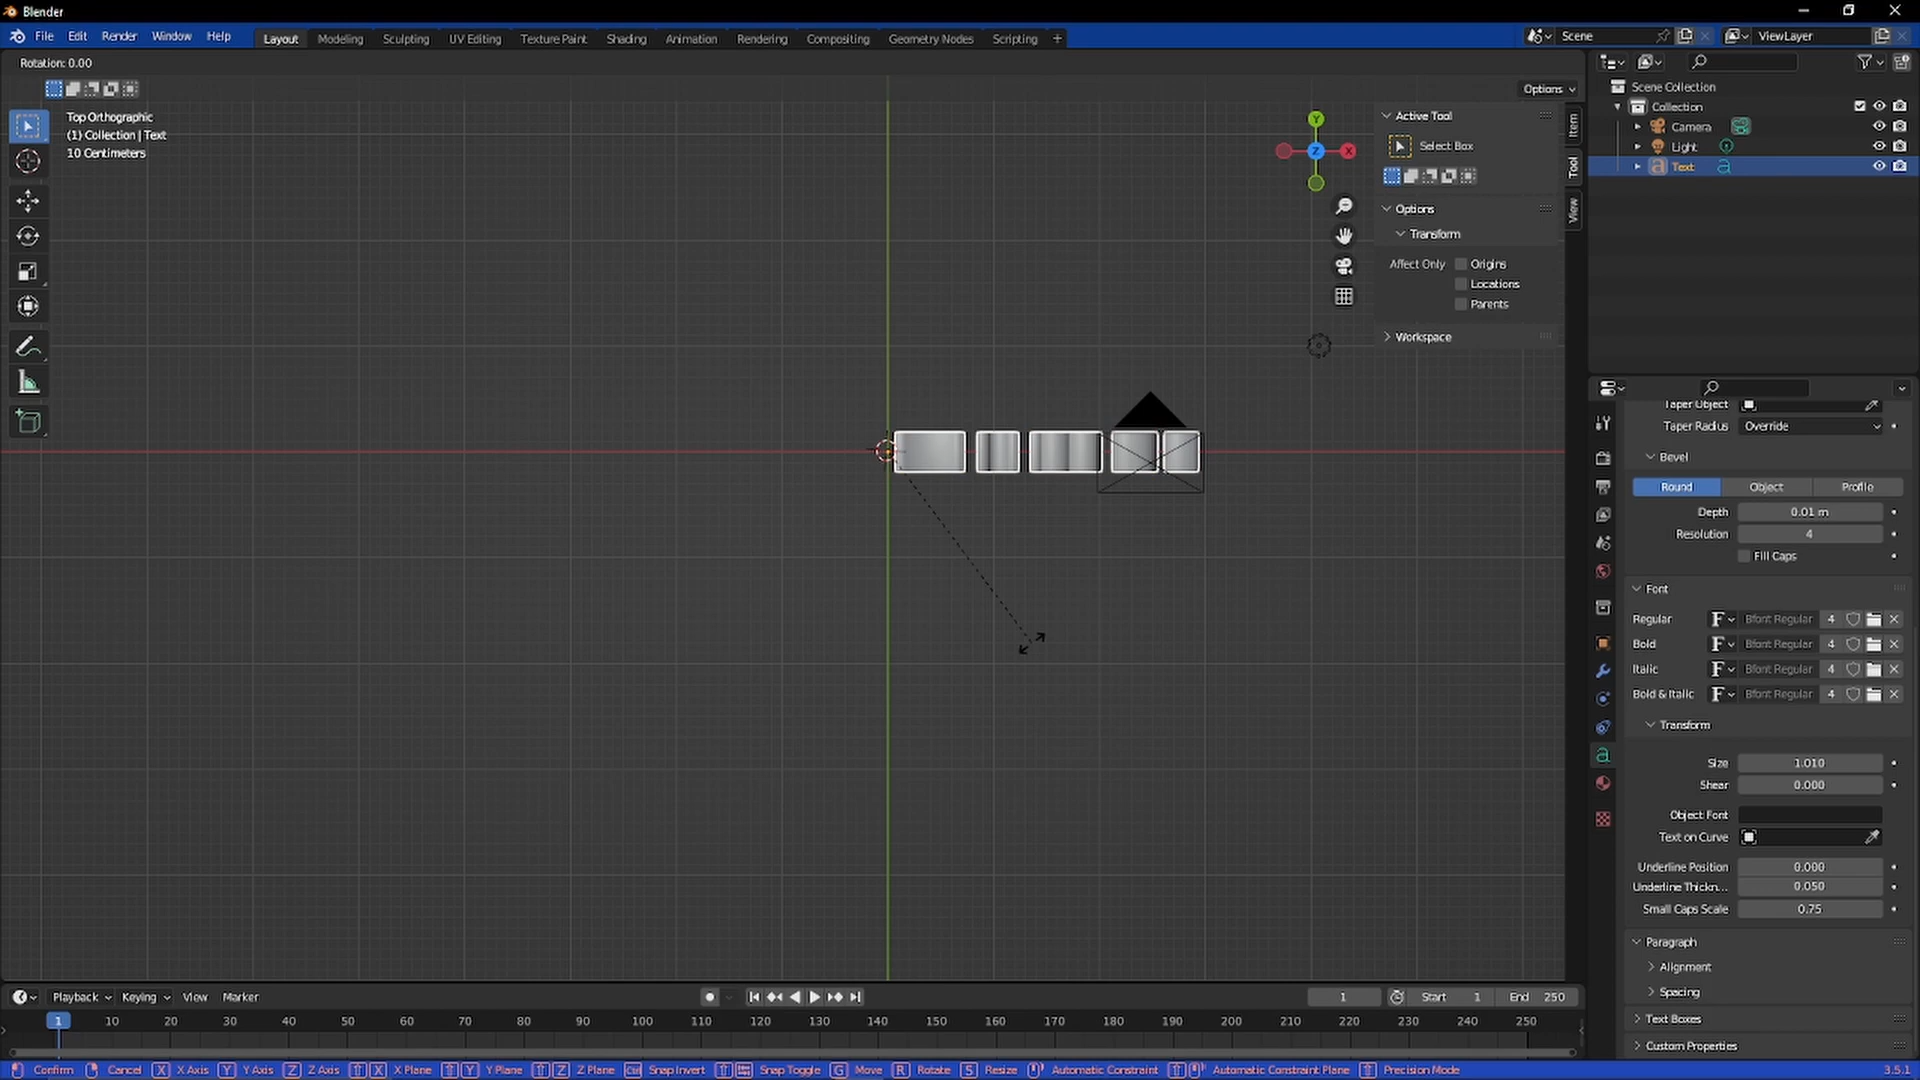 Blender
File Edit Render Window Help
Layout Modeling Sculpting UV Editing Texture Paint Shading Animation Rendering Compositing Geometry Nodes Scripting +
Scene
ViewLayer
Rotation: 0.00
Options
Top Orthographic
(1) Collection | Text
10 Centimeters
Y
Z
X
Active Tool
Select Box
Options
Transform
Affect Only Origins
Locations
Parents
Workspace
Item
Tool
View
Scene Collection
Collection
Camera
Light
Text
Taper Object
Taper Radius Override
Bevel
Round Object Profile
Depth 0.01 m
Resolution 4
Fill Caps
Font
Regular F Bfont Regular 4
Bold F Bfont Regular 4
Italic F Bfont Regular 4
Bold & Italic F Bfont Regular 4
Transform
Size 1.010
Shear 0.000
Object Font
Text on Curve
Underline Position 0.000
Underline Thickn... 0.050
Small Caps Scale 0.75
Paragraph
Alignment
Spacing
Text Boxes
Custom Properties
Playback Keying View Marker
1 Start 1 End 250
1 10 20 30 40 50 60 70 80 90 100 110 120 130 140 150 160 170 180 190 200 210 220 230 240 250
Confirm Cancel X X Axis Y Y Axis Z Z Axis X X Plane Y Y Plane Z Z Plane Ctrl Snap Invert Snap Toggle G Move R Rotate S Resize Automatic Constraint Automatic Constraint Plane Precision Mode 3.5.1